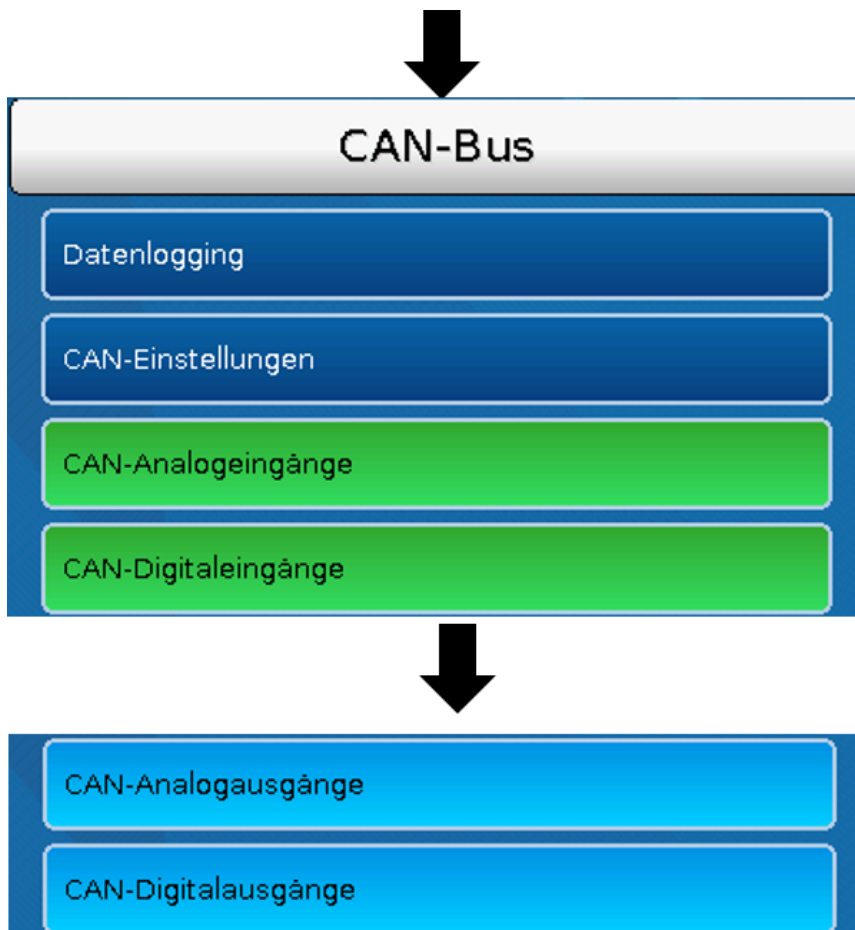 CAN-Bus
Datenlogging
CAN-Einstellungen
CAN-Analogeingänge
CAN-Digitaleingänge
CAN-Analogausgänge
CAN-Digitalausgänge